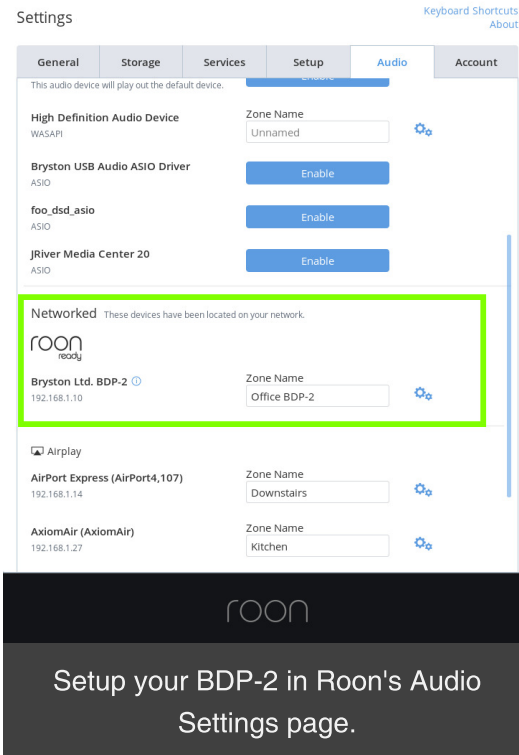 Settings
Keyboard Shortcuts
About
General Storage Services Setup Audio Account
This audio device will play out the default device.
Enable
High Definition Audio Device
WASAPI
Zone Name
Unnamed
Bryston USB Audio ASIO Driver
ASIO
Enable
foo_dsd_asio
ASIO
Enable
JRiver Media Center 20
ASIO
Enable
Networked These devices have been located on your network.
roon
ready
Bryston Ltd. BDP-2
192.168.1.10
Zone Name
Office BDP-2
Airplay
AirPort Express (AirPort4,107)
192.168.1.14
Zone Name
Downstairs
AxiomAir (AxiomAir)
192.168.1.27
Zone Name
Kitchen
roon
Setup your BDP-2 in Roon's Audio
Settings page.